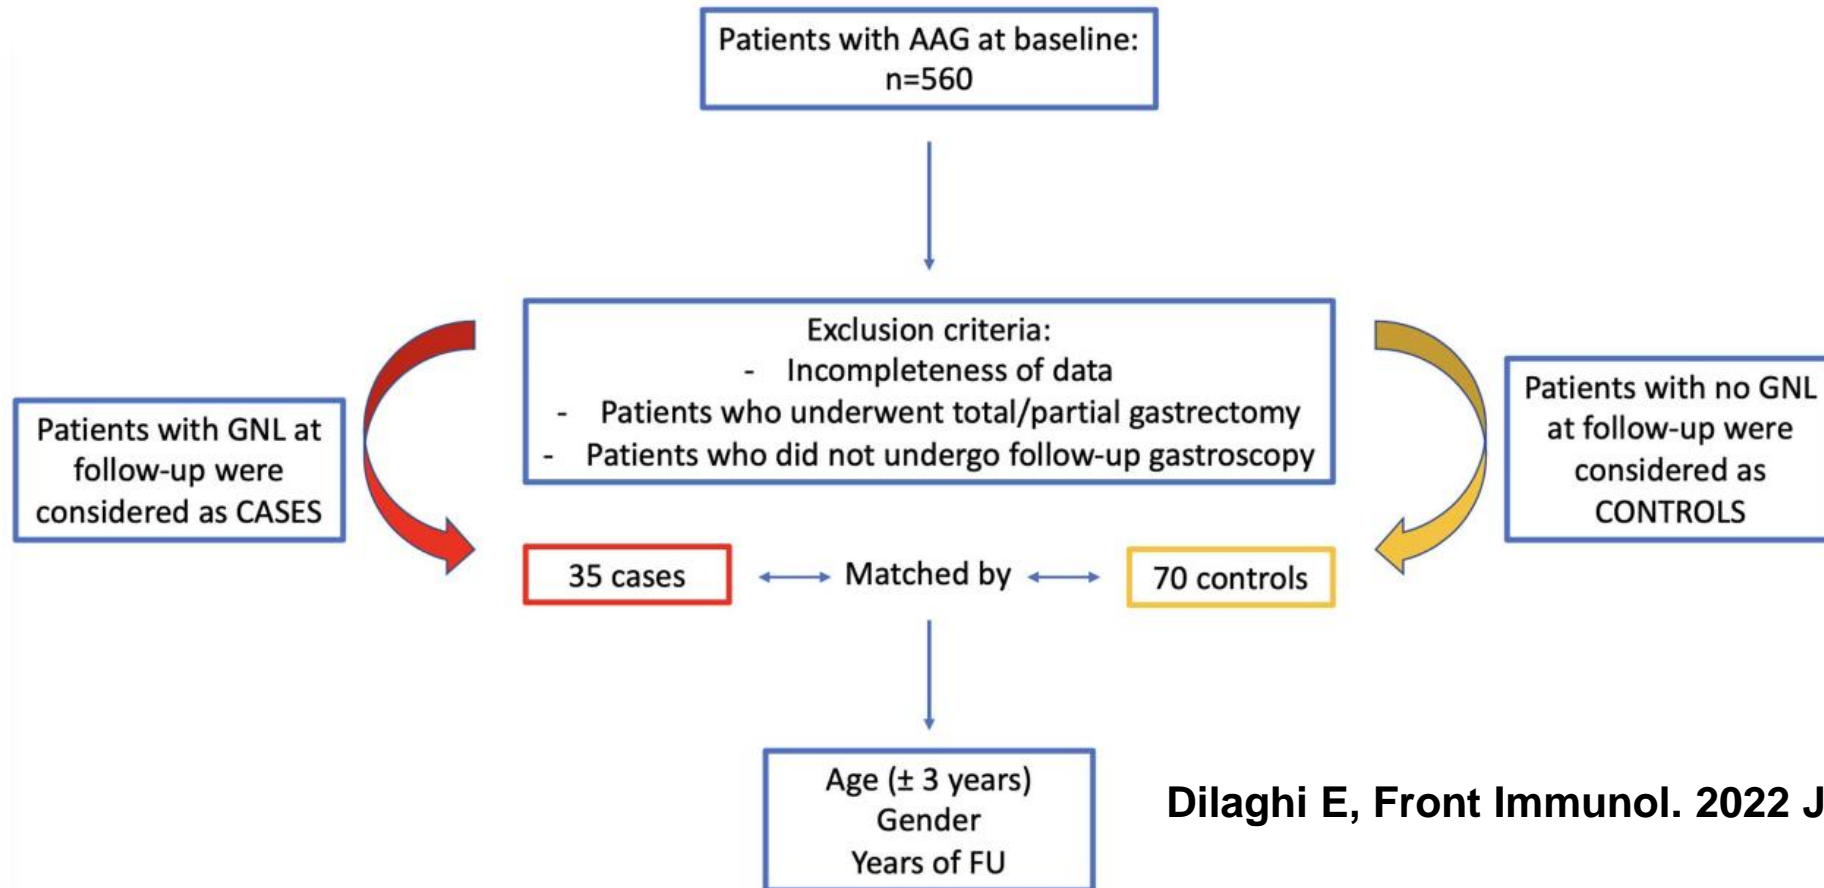 Patients with AAG at baseline:
n=560
Exclusion criteria:
- Incompleteness of data
- Patients who underwent total/partial gastrectomy
- Patients who did not undergo follow-up gastroscopy
Patients with GNL at
follow-up were
considered as CASES
Patients with no GNL
at follow-up were
considered as
CONTROLS
35 cases
Matched by
70 controls
Age (± 3 years)
Gender
Years of FU
Dilaghi E, Front Immunol. 2022 J